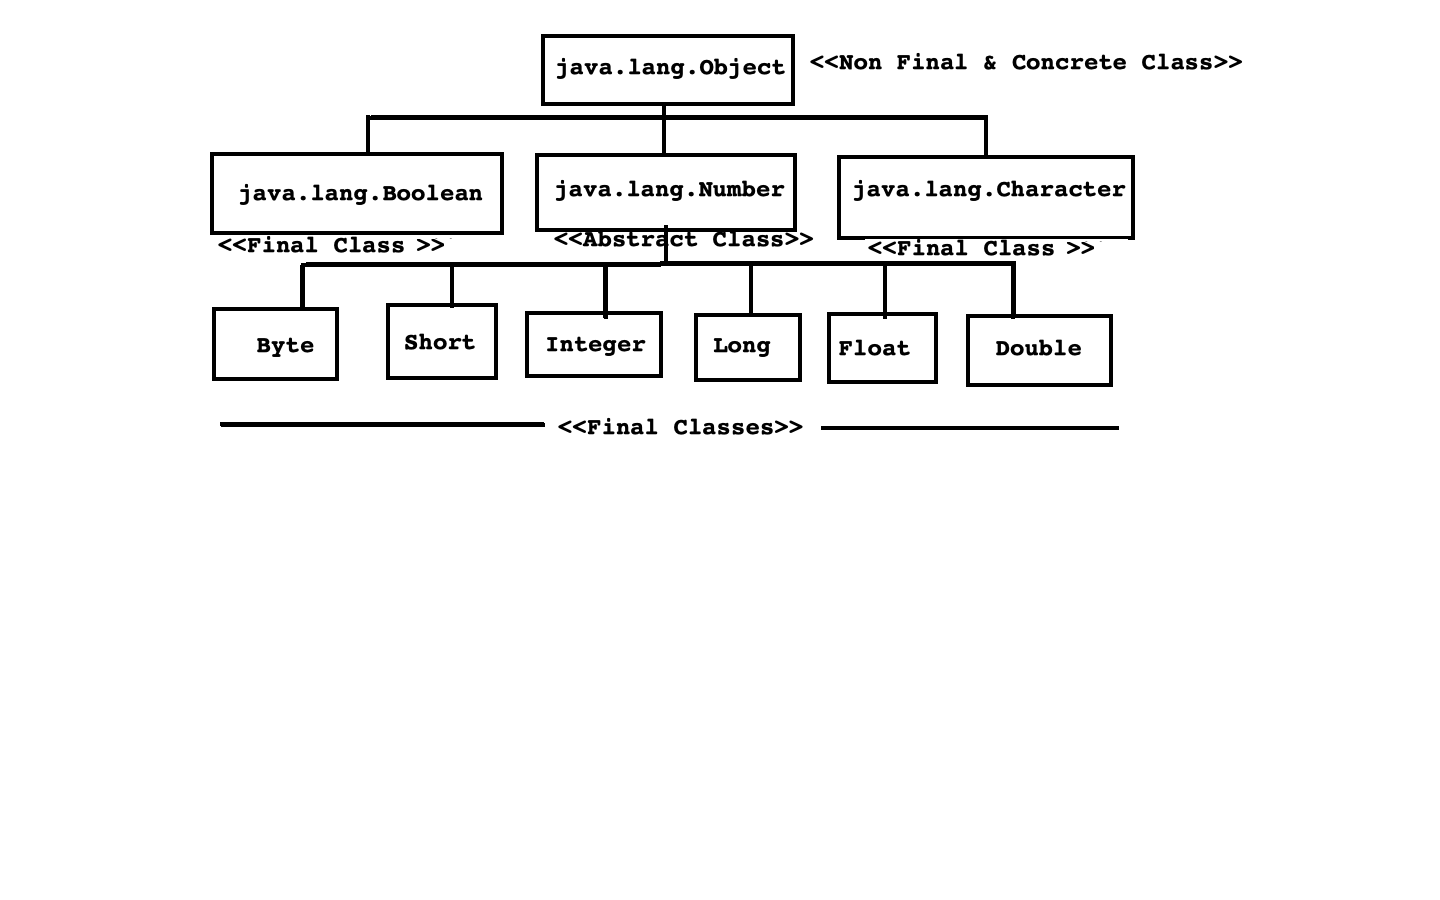 java.lang.Object
<<Non Final & Concrete Class>>
java.lang.Boolean
java.lang.Number
java.lang.Character
<<Final Class >>
<<Abstract Class>>
<<Final Class >>
Byte
Short
Integer
Long
Float
Double
<<Final Classes>>